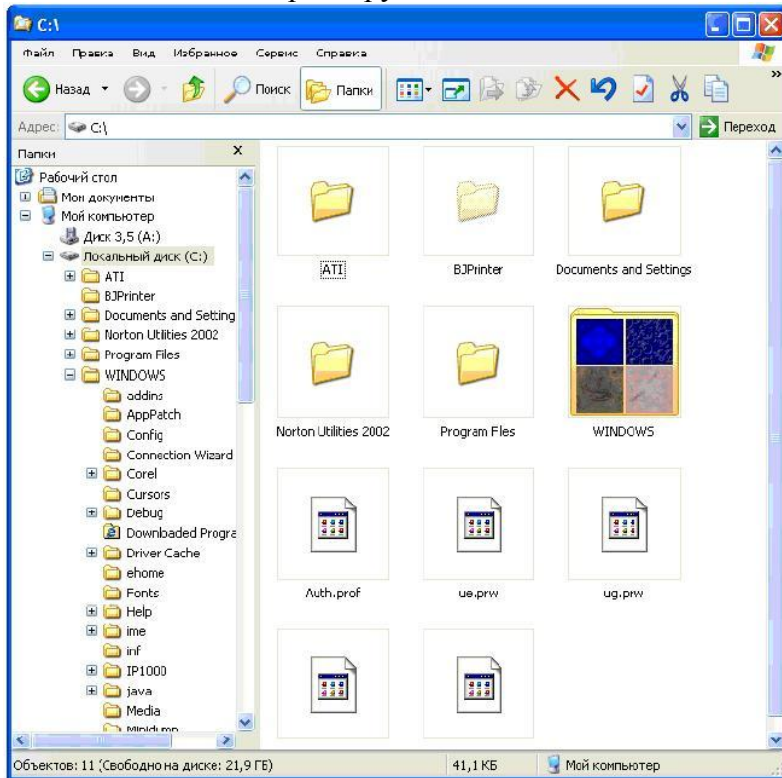 C:\
Файл Правка Вид Избранное Сервис Справка
Назад Поиск Папки »
Адрес: C:\ Переход
Папки X
Рабочий стол
Мои документы
Мой компьютер
Диск 3,5 (A:)
Локальный диск (C:)
ATI
BJPrinter
Documents and Setting
Norton Utilities 2002
Program Files
WINDOWS
addins
AppPatch
Config
Connection Wizard
Corel
Cursors
Debug
Downloaded Progra
Driver Cache
ehome
Fonts
Help
ime
inf
IP1000
java
Media
Minidump
ATI BJPrinter Documents and Settings
Norton Utilities 2002 Program Files WINDOWS
Auth.prof ue.prw ug.prw
Объектов: 11 (Свободно на диске: 21,9 ГБ) 41,1 КБ Мой компьютер